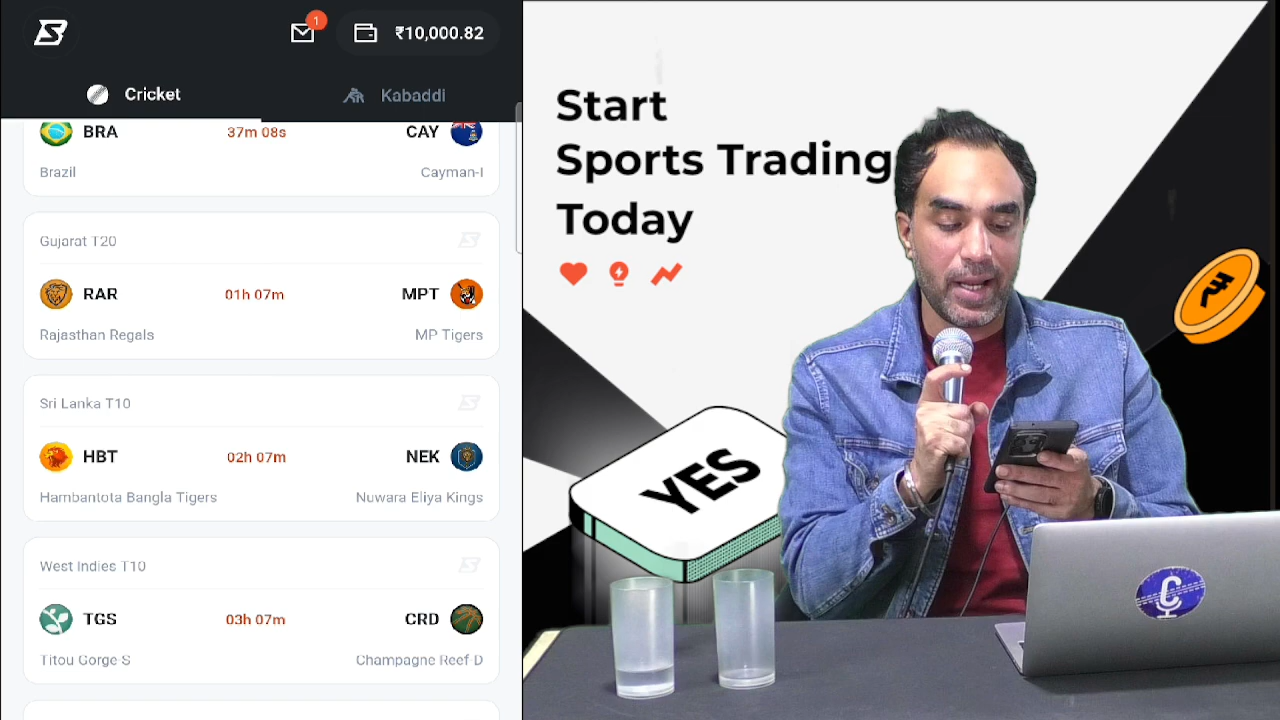 1
₹10,000.82
Cricket
Kabaddi
BRA
37m 08s
CAY
Brazil
Cayman-I
Gujarat T20
RAR
01h 07m
MPT
Rajasthan Regals
MP Tigers
Sri Lanka T10
HBT
02h 07m
NEK
Hambantota Bangla Tigers
Nuwara Eliya Kings
West Indies T10
TGS
03h 07m
CRD
Titou Gorge-S
Champagne Reef-D
Start
Sports Trading
Today
₹
YES